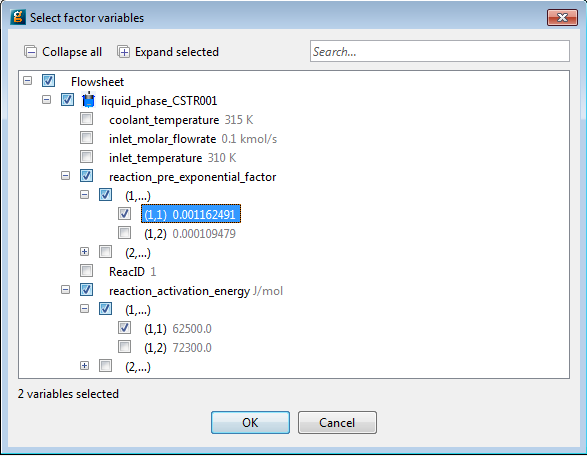 Select factor variables
Collapse all Expand selected Search...
Flowsheet
liquid_phase_CSTR001
coolant_temperature 315 K
inlet_molar_flowrate 0.1 kmol/s
inlet_temperature 310 K
reaction_pre_exponential_factor
(1,...)
(1,1) 0.001162491
(1,2) 0.000109479
(2,...)
ReacID 1
reaction_activation_energy J/mol
(1,...)
(1,1) 62500.0
(1,2) 72300.0
(2,...)
2 variables selected
OK Cancel